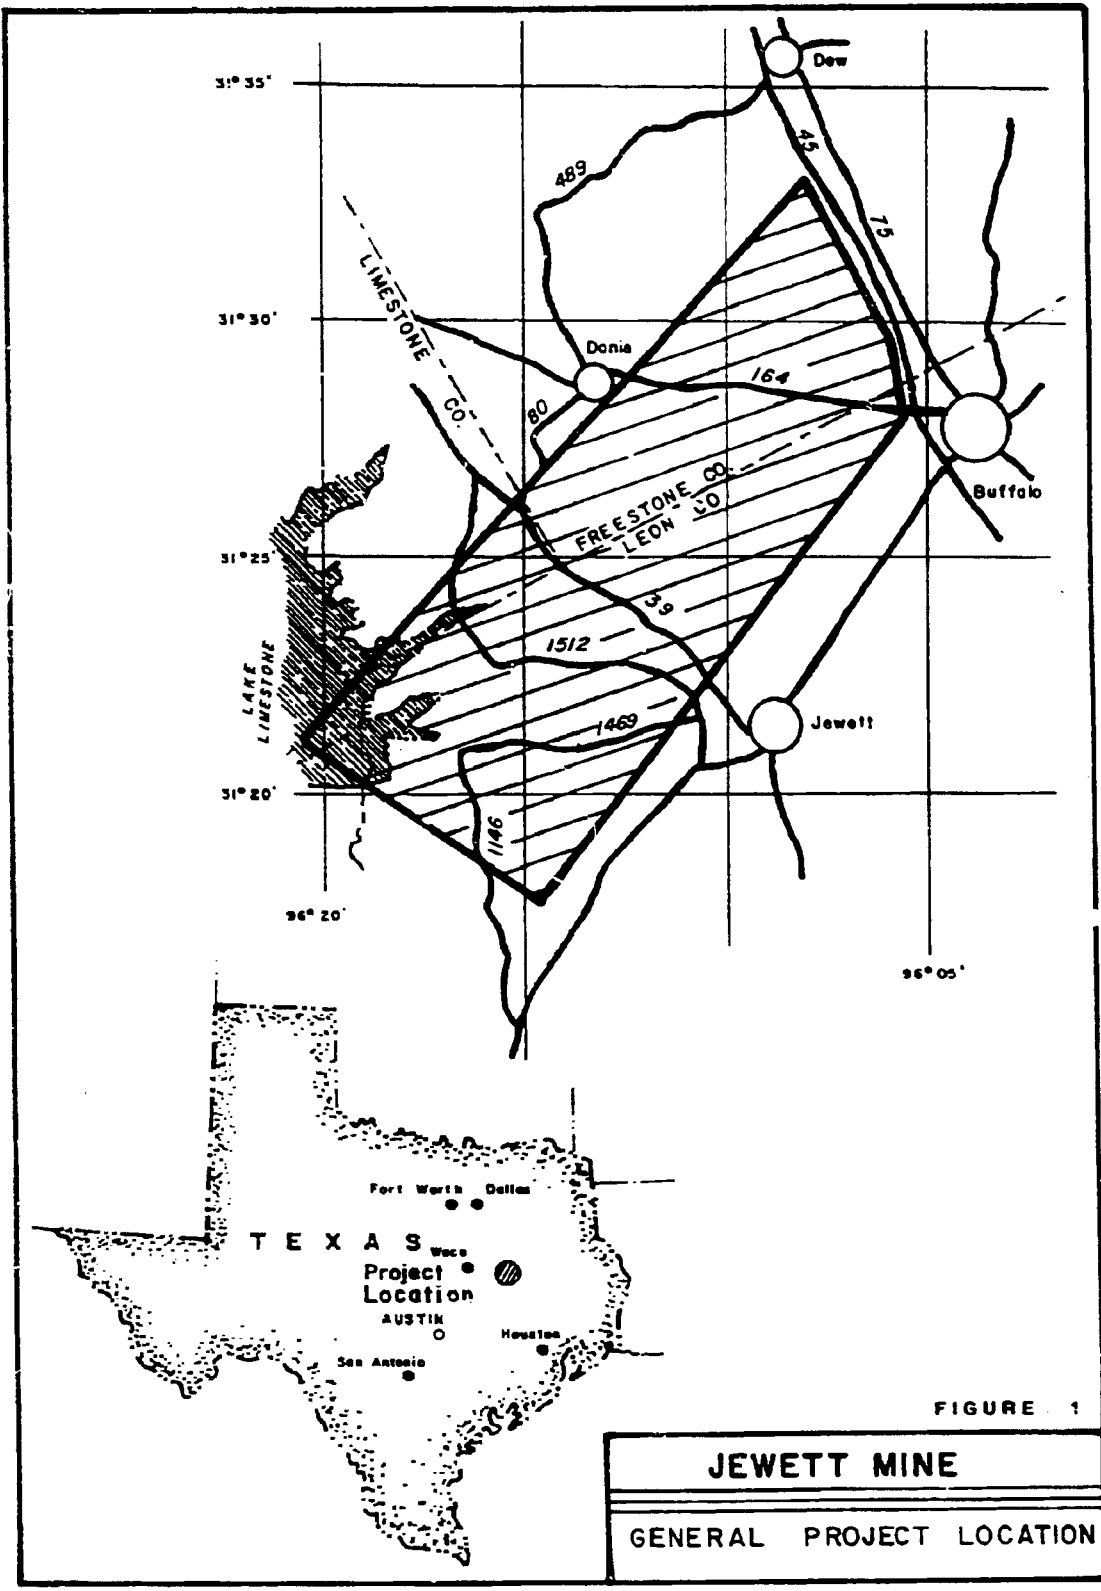 Dew
31° 35'
45
489
75
LIMESTONE CO.
31° 30'
Donie
164
80
Buffalo
FREESTONE CO.
LEON CO
31° 25'
39
1512
LAKE
LIMESTONE
1469
Jewett
31° 20'
1146
96° 20'
96° 05'
Fort Worth Dallas
TEXAS
Waco
Project
Location
AUSTIN
Houston
San Antonio
FIGURE 1
JEWETT MINE
GENERAL PROJECT LOCATION